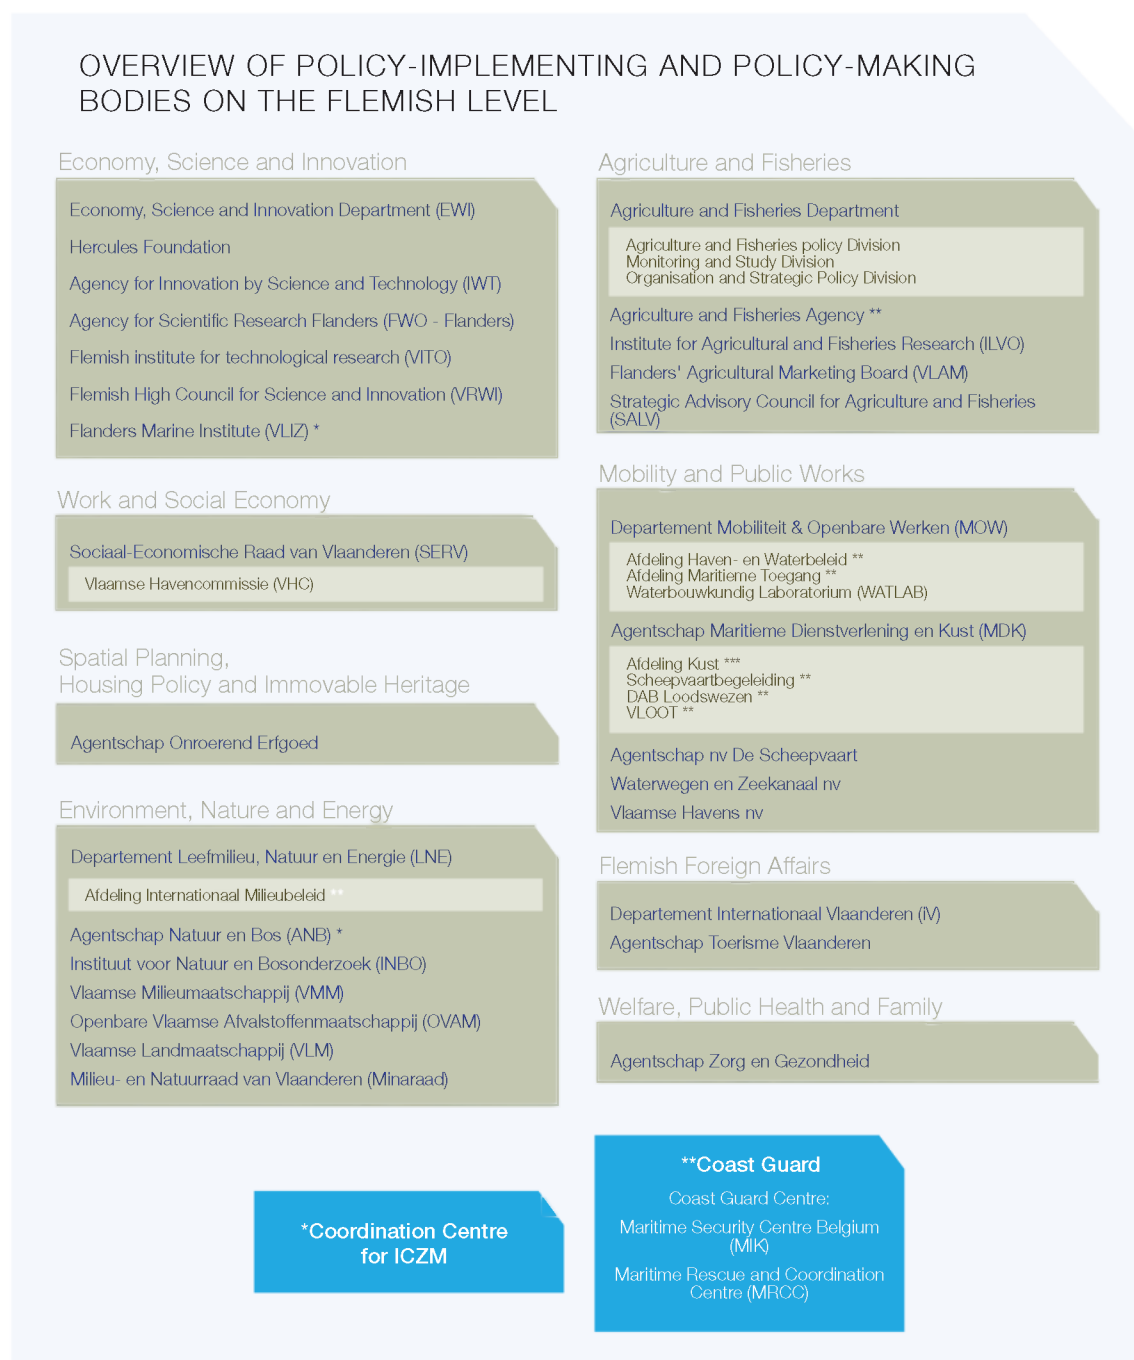 OVERVIEW OF POLICY-IMPLEMENTING AND POLICY-MAKING
BODIES ON THE FLEMISH LEVEL
Economy, Science and Innovation
Economy, Science and Innovation Department (EWI)
Hercules Foundation
Agency for Innovation by Science and Technology (IWT)
Agency for Scientific Research Flanders (FWO - Flanders)
Flemish institute for technological research (VITO)
Flemish High Council for Science and Innovation (VRWI)
Flanders Marine Institute (VLIZ) *
Work and Social Economy
Sociaal-Economische Raad van Vlaanderen (SERV)
Vlaamse Havencommissie (VHC)
Spatial Planning,
Housing Policy and Immovable Heritage
Agentschap Onroerend Erfgoed
Environment, Nature and Energy
Departement Leefmilieu, Natuur en Energie (LNE)
Afdeling Internationaal Milieubeleid **
Agentschap Natuur en Bos (ANB) *
Instituut voor Natuur en Bosonderzoek (INBO)
Vlaamse Milieumaatschappij (VMM)
Openbare Vlaamse Afvalstoffenmaatschappij (OVAM)
Vlaamse Landmaatschappij (VLM)
Milieu- en Natuurraad van Vlaanderen (Minaraad)
Agriculture and Fisheries
Agriculture and Fisheries Department
Agriculture and Fisheries policy Division
Monitoring and Study Division
Organisation and Strategic Policy Division
Agriculture and Fisheries Agency **
Institute for Agricultural and Fisheries Research (ILVO)
Flanders' Agricultural Marketing Board (VLAM)
Strategic Advisory Council for Agriculture and Fisheries
(SALV)
Mobility and Public Works
Departement Mobiliteit & Openbare Werken (MOW)
Afdeling Haven- en Waterbeleid **
Afdeling Maritieme Toegang **
Waterbouwkundig Laboratorium (WATLAB)
Agentschap Maritieme Dienstverlening en Kust (MDK)
Afdeling Kust ***
Scheepvaartbegeleiding **
DAB Loodswezen **
VLOOT **
Agentschap nv De Scheepvaart
Waterwegen en Zeekanaal nv
Vlaamse Havens nv
Flemish Foreign Affairs
Departement Internationaal Vlaanderen (iV)
Agentschap Toerisme Vlaanderen
Welfare, Public Health and Family
Agentschap Zorg en Gezondheid
*Coordination Centre
for ICZM
**Coast Guard
Coast Guard Centre:
Maritime Security Centre Belgium
(MIK)
Maritime Rescue and Coordination
Centre (MRCC)